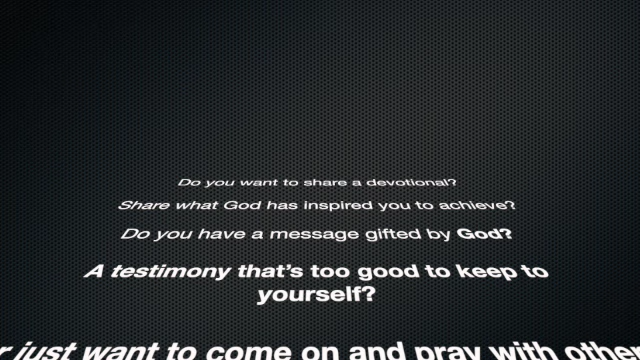 Do you want to share a devotional?
Share what God has inspired you to achieve?
Do you have a message gifted by God?
A testimony that's too good to keep to
yourself?
just want to come on and pray with other